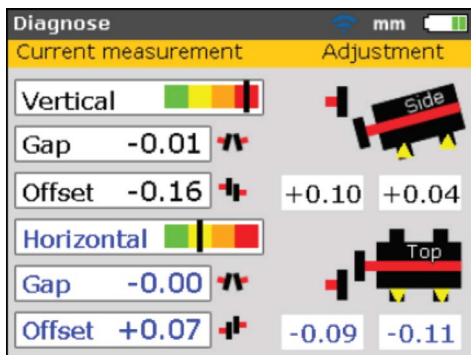 Diagnose mm
Current measurement Adjustment
Vertical
Side
Gap -0.01
Offset -0.16 +0.10 +0.04
Horizontal
Top
Gap -0.00
Offset +0.07 -0.09 -0.11